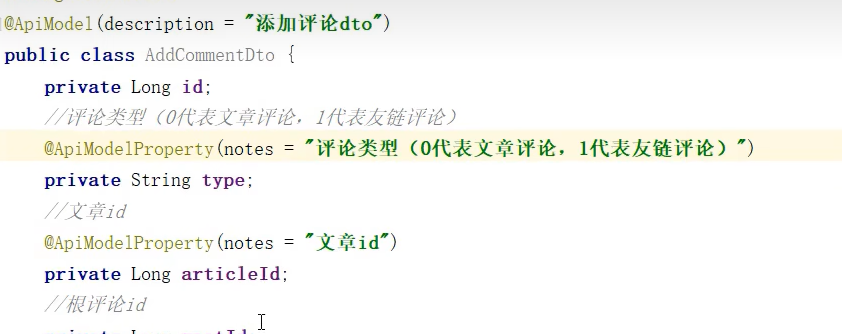 @ApiModel(description = "添加评论dto")
public class AddCommentDto {
private Long id;
//评论类型（0代表文章评论，1代表友链评论）
@ApiModelProperty(notes = "评论类型（0代表文章评论，1代表友链评论）")
private String type;
//文章id
@ApiModelProperty(notes = "文章id")
private Long articleId;
//根评论id